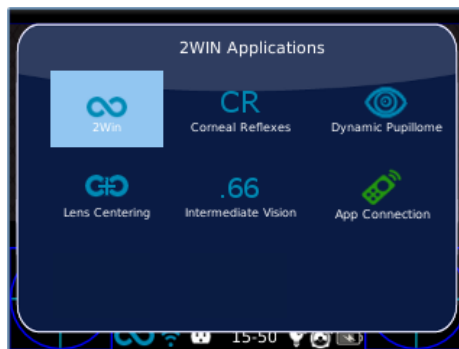 2WIN Applications
2Win
CR
Corneal Reflexes
Dynamic Pupillome
Lens Centering
.66
Intermediate Vision
App Connection
15-50